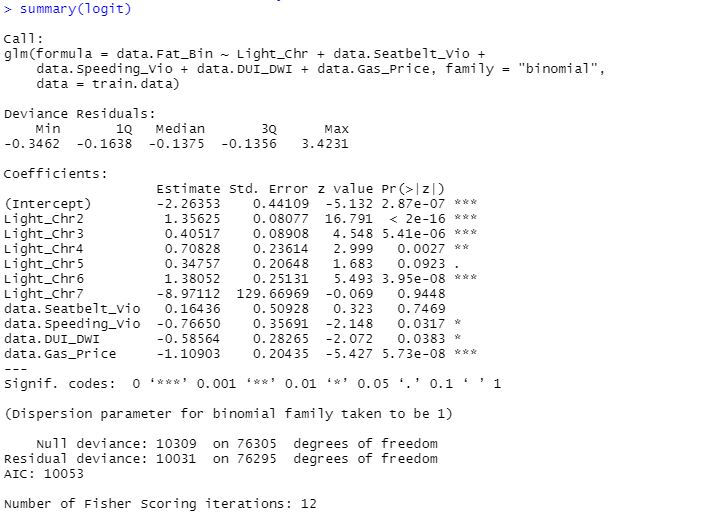 > summary(logit)
Call:
glm(formula = data.Fat_Bin ~ Light_Chr + data.Seatbelt_Vio +
    data.Speeding_Vio + data.DUI_DWI + data.Gas_Price, family = "binomial",
    data = train.data)
Deviance Residuals:
    Min      1Q  Median      3Q     Max
-0.3462 -0.1638 -0.1375 -0.1356  3.4231
Coefficients:
                   Estimate Std. Error z value Pr(>|z|)
(Intercept)        -2.26353    0.44109  -5.132 2.87e-07 ***
Light_Chr2          1.35625    0.08077  16.791  < 2e-16 ***
Light_Chr3          0.40517    0.08908   4.548 5.41e-06 ***
Light_Chr4          0.70828    0.23614   2.999   0.0027 **
Light_Chr5          0.34757    0.20648   1.683   0.0923 .
Light_Chr6          1.38052    0.25131   5.493 3.95e-08 ***
Light_Chr7         -8.97112  129.66969  -0.069   0.9448
data.Seatbelt_Vio   0.16436    0.50928   0.323   0.7469
data.Speeding_Vio  -0.76650    0.35691  -2.148   0.0317 *
data.DUI_DWI       -0.58564    0.28265  -2.072   0.0383 *
data.Gas_Price     -1.10903    0.20435  -5.427 5.73e-08 ***
---
Signif. codes:  0 ‘***’ 0.001 ‘**’ 0.01 ‘*’ 0.05 ‘.’ 0.1 ‘ ’ 1
(Dispersion parameter for binomial family taken to be 1)
    Null deviance: 10309  on 76305  degrees of freedom
Residual deviance: 10031  on 76295  degrees of freedom
AIC: 10053
Number of Fisher Scoring iterations: 12